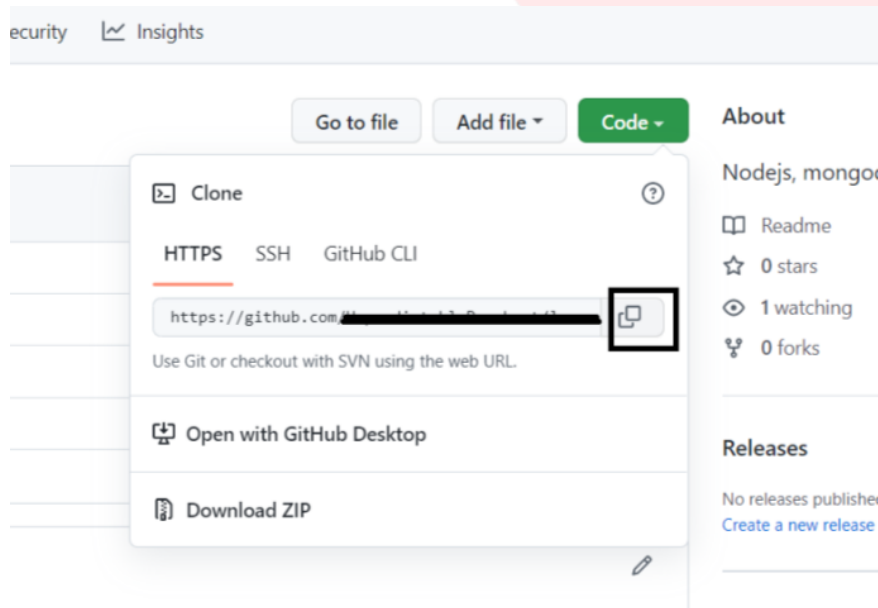 ecurity Insights
Go to file Add file Code
Clone
HTTPS SSH GitHub CLI
https://github.com/
Use Git or checkout with SVN using the web URL.
Open with GitHub Desktop
Download ZIP
About
Nodejs, mongo
Readme
0 stars
1 watching
0 forks
Releases
No releases publishe
Create a new release